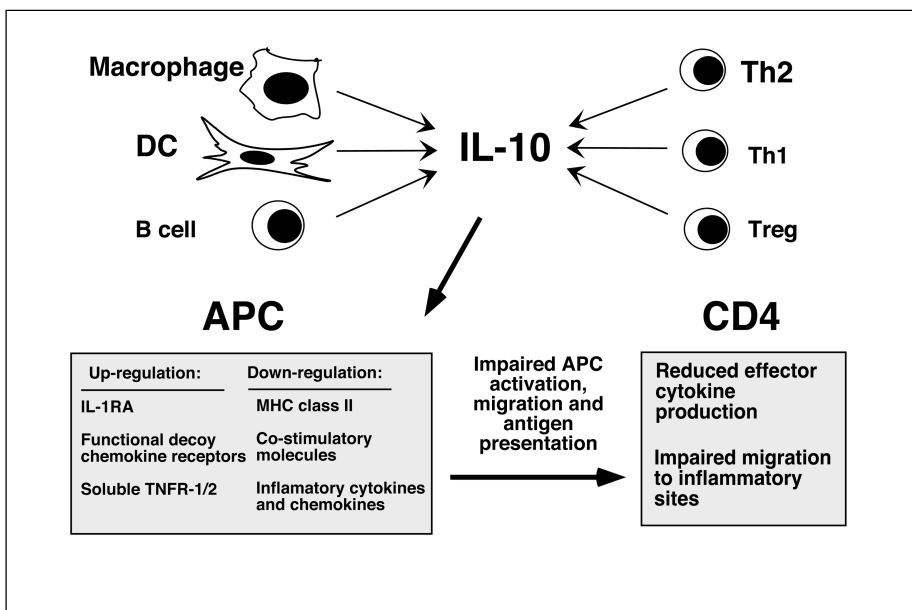 Macrophage
DC
B cell
IL-10
Th2
Th1
Treg
APC
Up-regulation:
IL-1RA
Functional decoy
chemokine receptors
Soluble TNFR-1/2
Down-regulation:
MHC class II
Co-stimulatory
molecules
Inflamatory cytokines
and chemokines
Impaired APC
activation,
migration and
antigen
presentation
CD4
Reduced effector
cytokine
production
Impaired migration
to inflammatory
sites